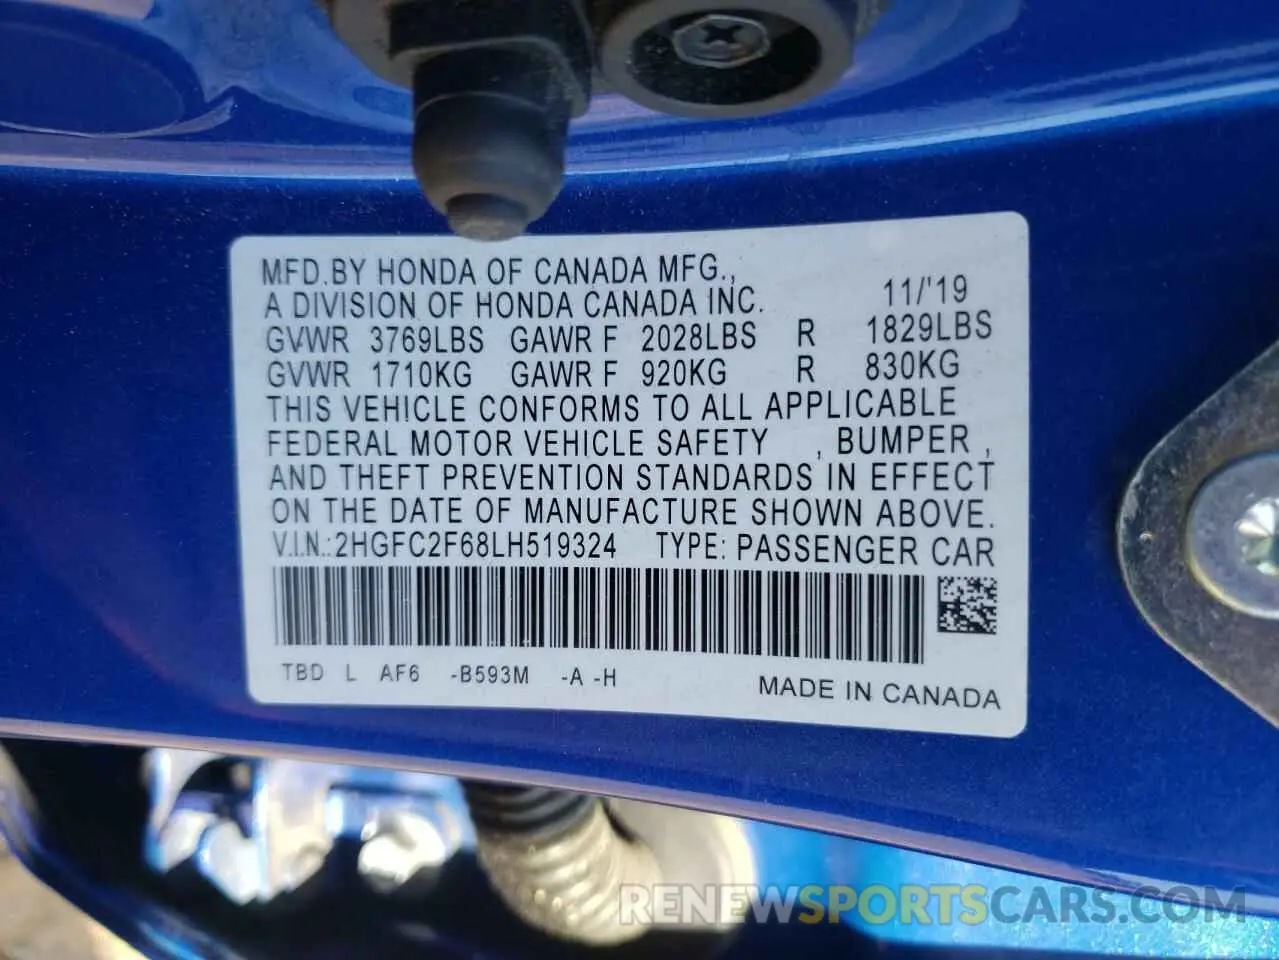 MFD.BY HONDA OF CANADA MFG.,
A DIVISION OF HONDA CANADA INC. 11/'19
GVWR 3769LBS GAWR F 2028LBS R 1829LBS
GVWR 1710KG GAWR F 920KG R 830KG
THIS VEHICLE CONFORMS TO ALL APPLICABLE
FEDERAL MOTOR VEHICLE SAFETY , BUMPER ,
AND THEFT PREVENTION STANDARDS IN EFFECT
ON THE DATE OF MANUFACTURE SHOWN ABOVE.
V.I.N.:2HGFC2F68LH519324 TYPE: PASSENGER CAR
TBD L AF6 -B593M -A -H MADE IN CANADA
RENEWSPORTSCARS.COM